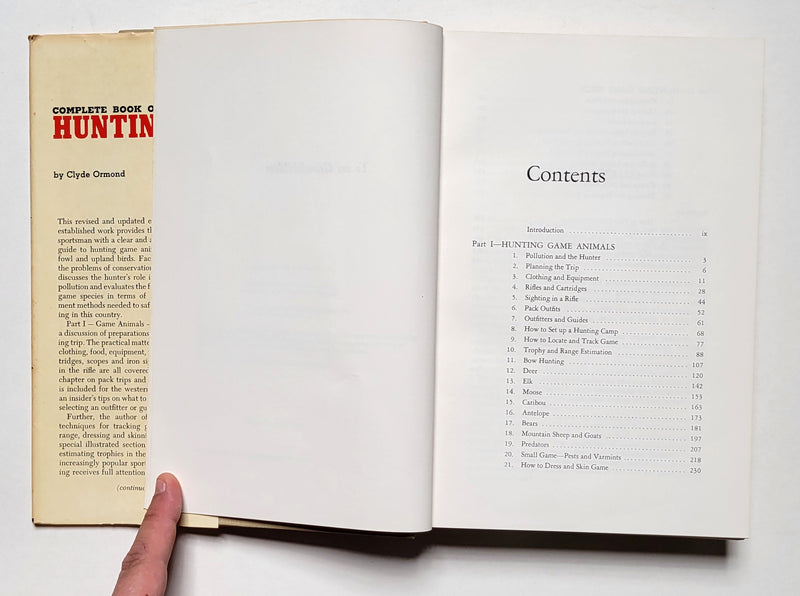 COMPLETE BOOK O
HUNTIN
by Clyde Ormond
This revised and updated e
established work provides th
sportsman with a clear and a
guide to hunting game ani
fowl and upland birds. Fac
the problems of conservation
discusses the hunter's role i
pollution and evaluates the f
game species in terms of
ment methods needed to saf
ing in this country.
Part I – Game Animals –
a discussion of preparations
ing trip. The practical matte
clothing, food, equipment,
tridges, scopes and iron si
in the rifle are all covered
chapter on pack trips and
is included for the western
an insider's tips on what to
selecting an outfitter or gu
Further, the author of
techniques for tracking g
range, dressing and skinni
special illustrated section
estimating trophies in the
increasingly popular sport
ing receives full attention
(continue
Contents
Introduction ix
Part I—HUNTING GAME ANIMALS
1. Pollution and the Hunter 3
2. Planning the Trip 6
3. Clothing and Equipment 11
4. Rifles and Cartridges 28
5. Sighting in a Rifle 44
6. Pack Outfits 52
7. Outfitters and Guides 61
8. How to Set up a Hunting Camp 68
9. How to Locate and Track Game 77
10. Trophy and Range Estimation 88
11. Bow Hunting 107
12. Deer 120
13. Elk 142
14. Moose 153
15. Caribou 163
16. Antelope 173
17. Bears 181
18. Mountain Sheep and Goats 197
19. Predators 207
20. Small Game—Pests and Varmints 218
21. How to Dress and Skin Game 230